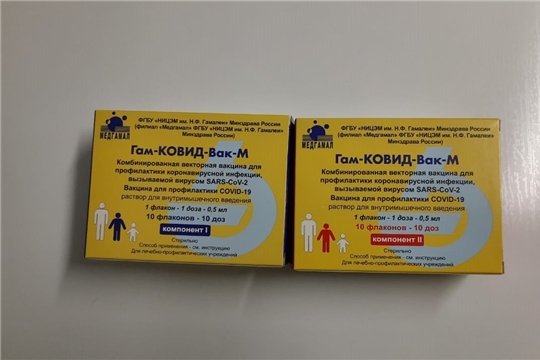 МЕДГАМАЛ
ФГБУ «НИЦЭМ им. Н.Ф. Гамалеи» Минздрава России
(филиал «Медгамал» ФГБУ «НИЦЭМ им. Н.Ф. Гамалеи»
Минздрава России)
Гам-КОВИД-Вак-М
Комбинированная векторная вакцина для
профилактики коронавирусной инфекции,
вызываемой вирусом SARS-CoV-2
Вакцина для профилактики COVID-19
раствор для внутримышечного введения
1 флакон - 1 доза - 0,5 мл
10 флаконов - 10 доз
компонент I
Стерильно
Способ применения - см. инструкцию
Для лечебно-профилактических учреждений
МЕДГАМАЛ
ФГБУ «НИЦЭМ им. Н.Ф. Гамалеи» Минздрава России
(филиал «Медгамал» ФГБУ «НИЦЭМ им. Н.Ф. Гамалеи»
Минздрава России)
Гам-КОВИД-Вак-М
Комбинированная векторная вакцина для
профилактики коронавирусной инфекции,
вызываемой вирусом SARS-CoV-2
Вакцина для профилактики COVID-19
раствор для внутримышечного введения
1 флакон - 1 доза - 0,5 мл
10 флаконов - 10 доз
компонент II
Стерильно
Способ применения - см. инструкцию
Для лечебно-профилактических учреждений